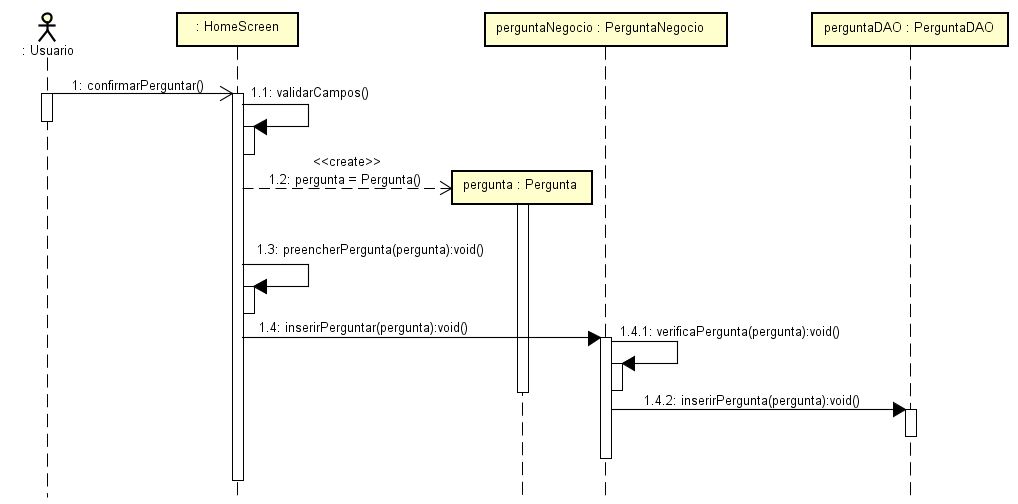 : Usuario
: HomeScreen
perguntaNegocio : PerguntaNegocio
perguntaDAO : PerguntaDAO
1: confirmarPerguntar()
1.1: validarCampos()
<<create>>
1.2: pergunta = Pergunta()
pergunta : Pergunta
1.3: preencherPergunta(pergunta):void()
1.4: inserirPerguntar(pergunta):void()
1.4.1: verificaPergunta(pergunta):void()
1.4.2: inserirPergunta(pergunta):void()